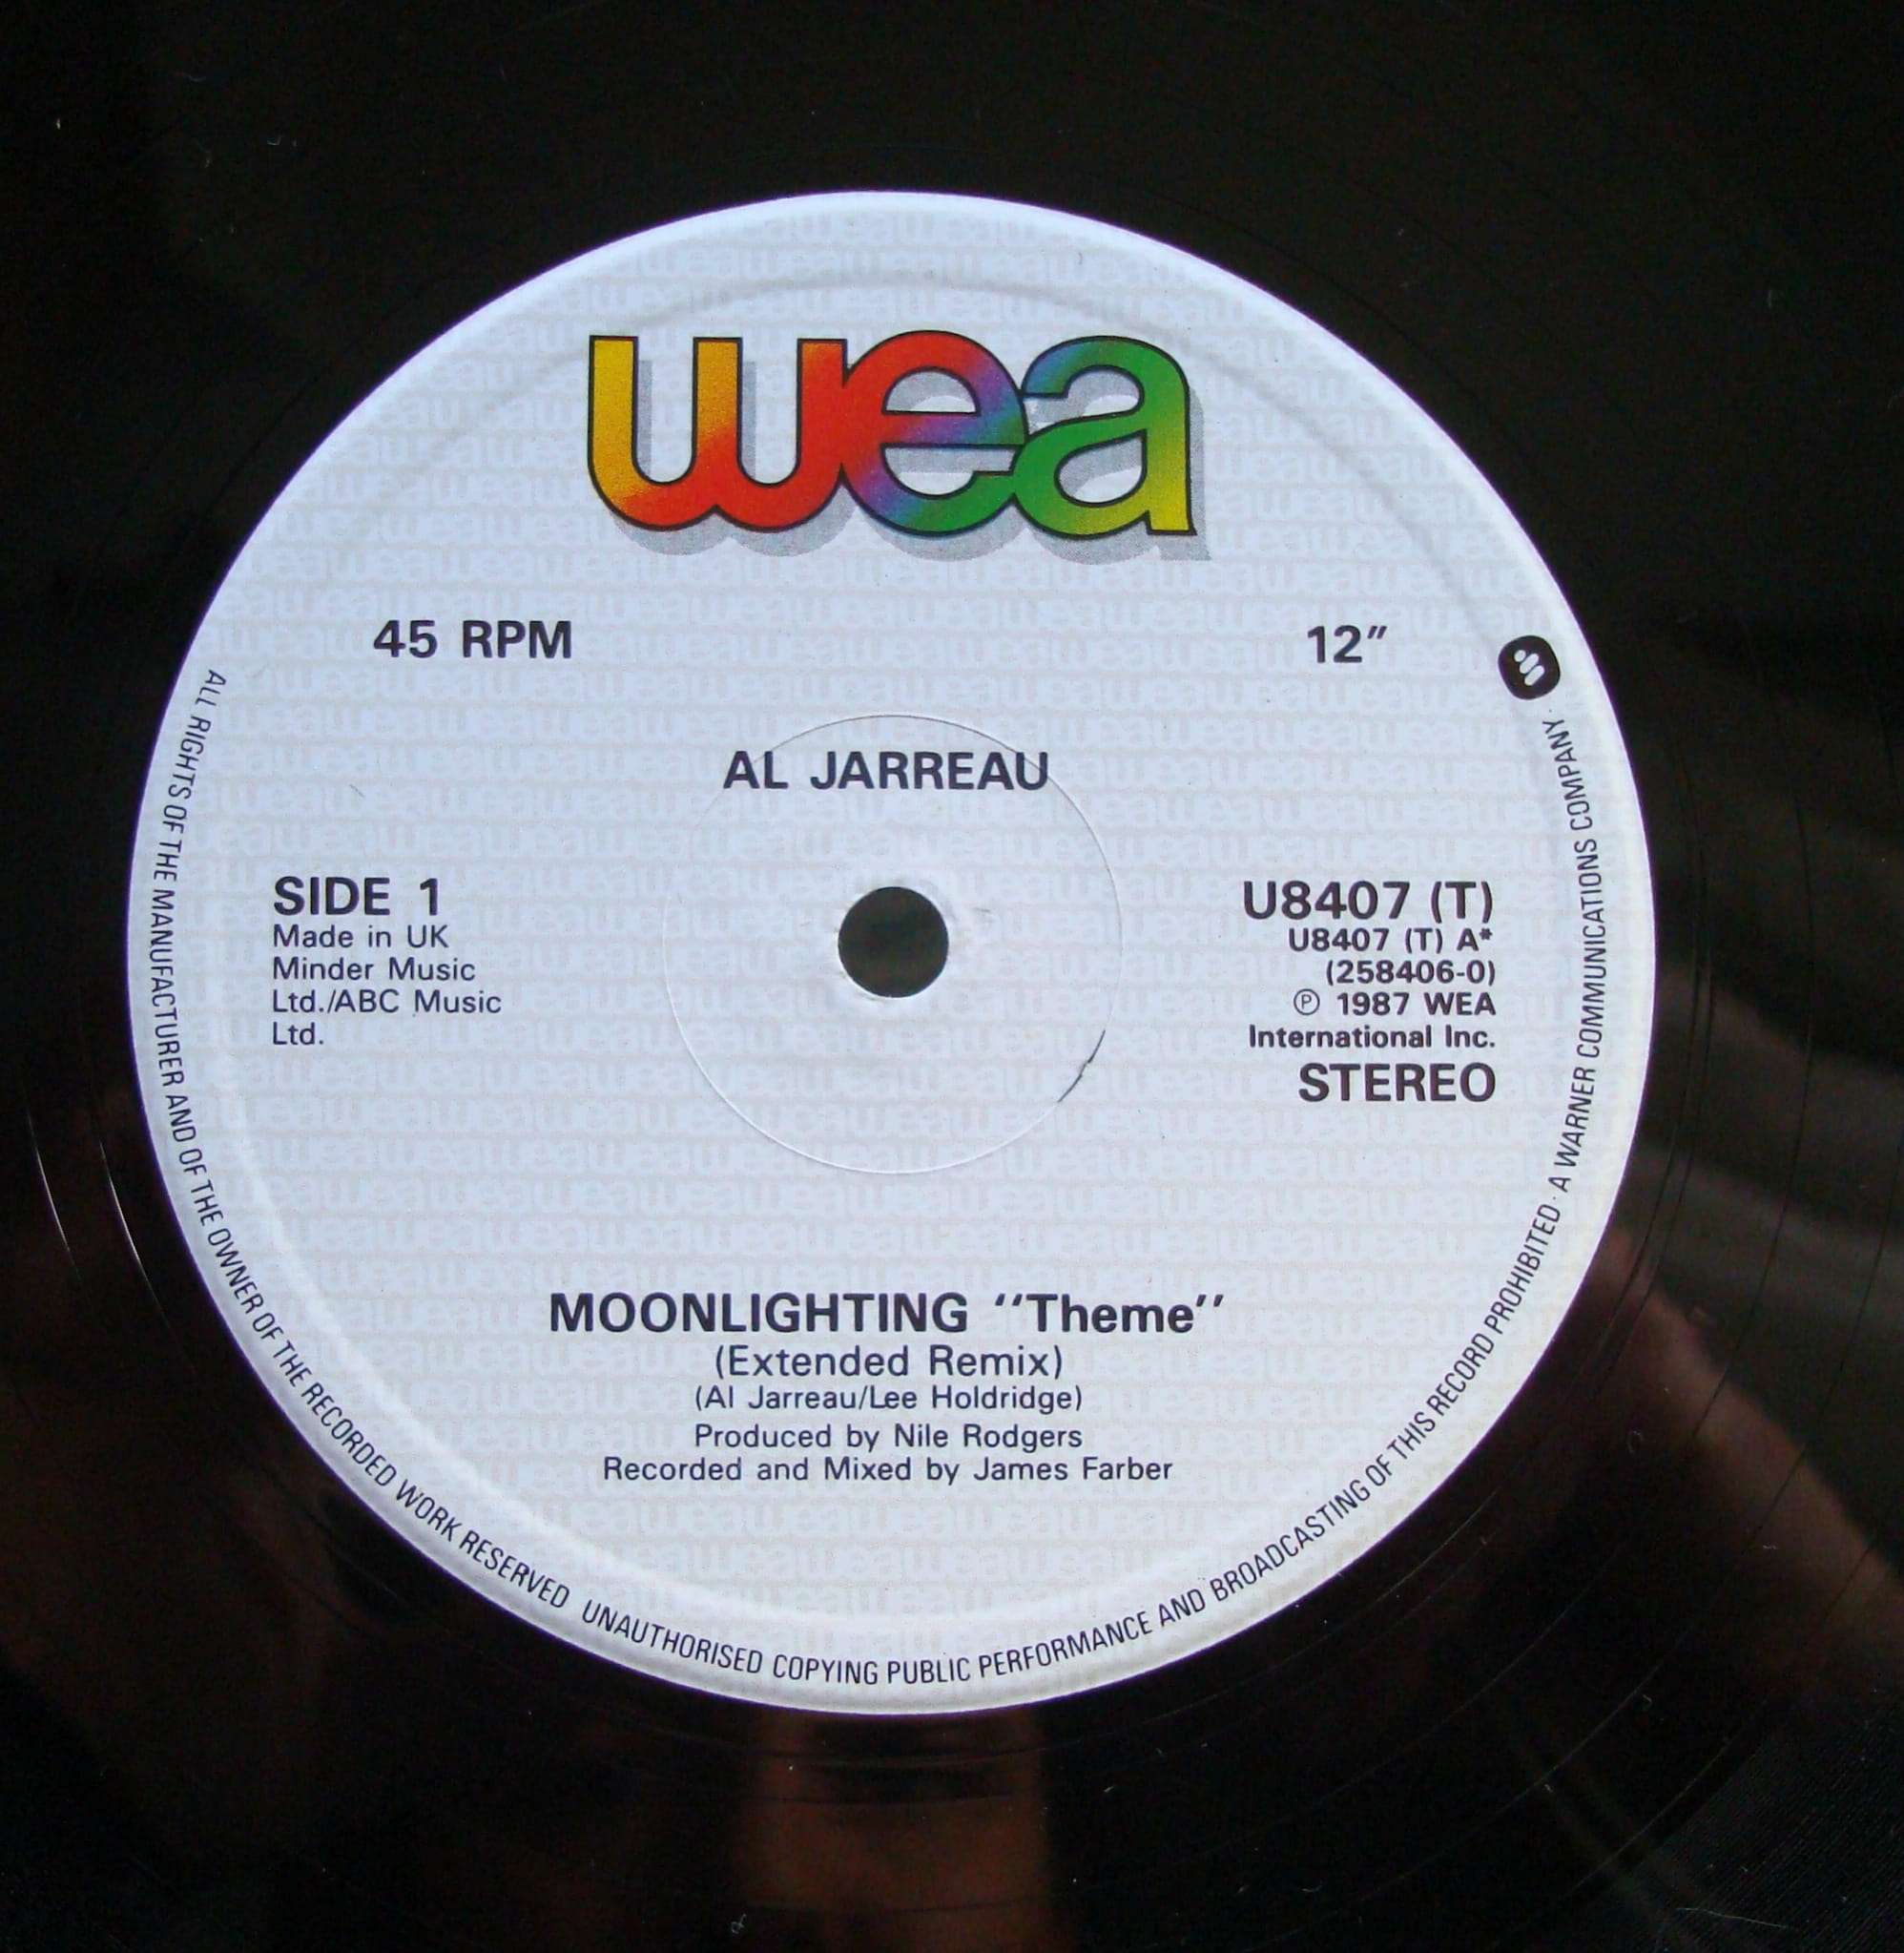 wea
45 RPM
12"
AL JARREAU
SIDE 1
Made in UK
Minder Music
Ltd./ABC Music
Ltd.
U8407 (T)
U8407 (T) A*
(258406-0)
℗ 1987 WEA
International Inc.
STEREO
MOONLIGHTING ‘‘Theme’’
(Extended Remix)
(Al Jarreau/Lee Holdridge)
Produced by Nile Rodgers
Recorded and Mixed by James Farber
ALL RIGHTS OF THE MANUFACTURER AND OF THE OWNER OF THE RECORDED WORK RESERVED UNAUTHORISED COPYING PUBLIC PERFORMANCE AND BROADCASTING OF THIS RECORD PROHIBITED · A WARNER COMMUNICATIONS COMPANY ·